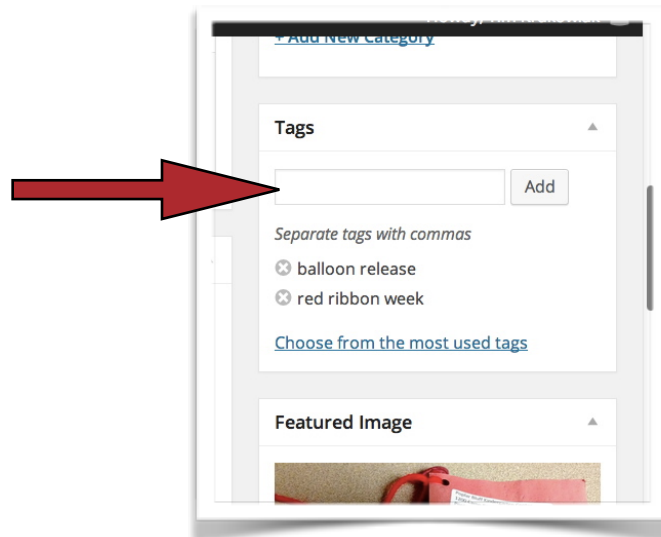 + Add New Category
Tags
Add
Separate tags with commas
balloon release
red ribbon week
Choose from the most used tags
Featured Image